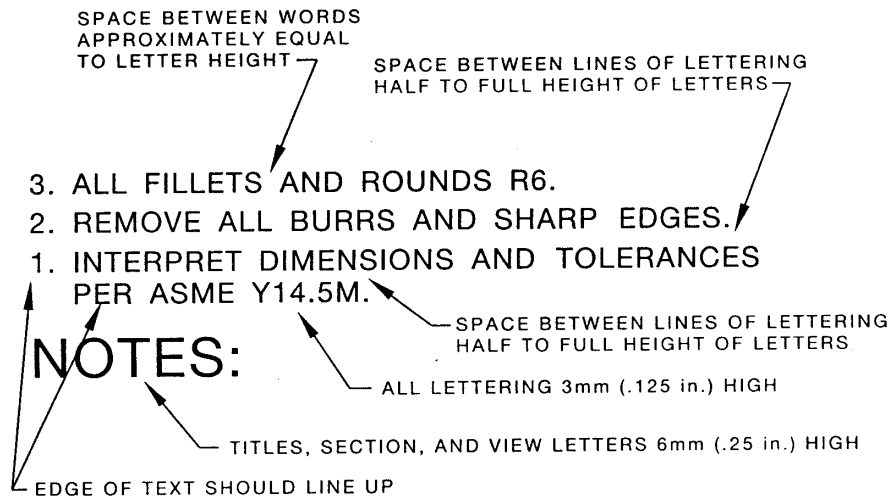 SPACE BETWEEN WORDS
APPROXIMATELY EQUAL
TO LETTER HEIGHT
SPACE BETWEEN LINES OF LETTERING
HALF TO FULL HEIGHT OF LETTERS
3. ALL FILLETS AND ROUNDS R6.
2. REMOVE ALL BURRS AND SHARP EDGES.
1. INTERPRET DIMENSIONS AND TOLERANCES
PER ASME Y14.5M.
SPACE BETWEEN LINES OF LETTERING
HALF TO FULL HEIGHT OF LETTERS
NOTES:
ALL LETTERING 3mm (.125 in.) HIGH
TITLES, SECTION, AND VIEW LETTERS 6mm (.25 in.) HIGH
EDGE OF TEXT SHOULD LINE UP